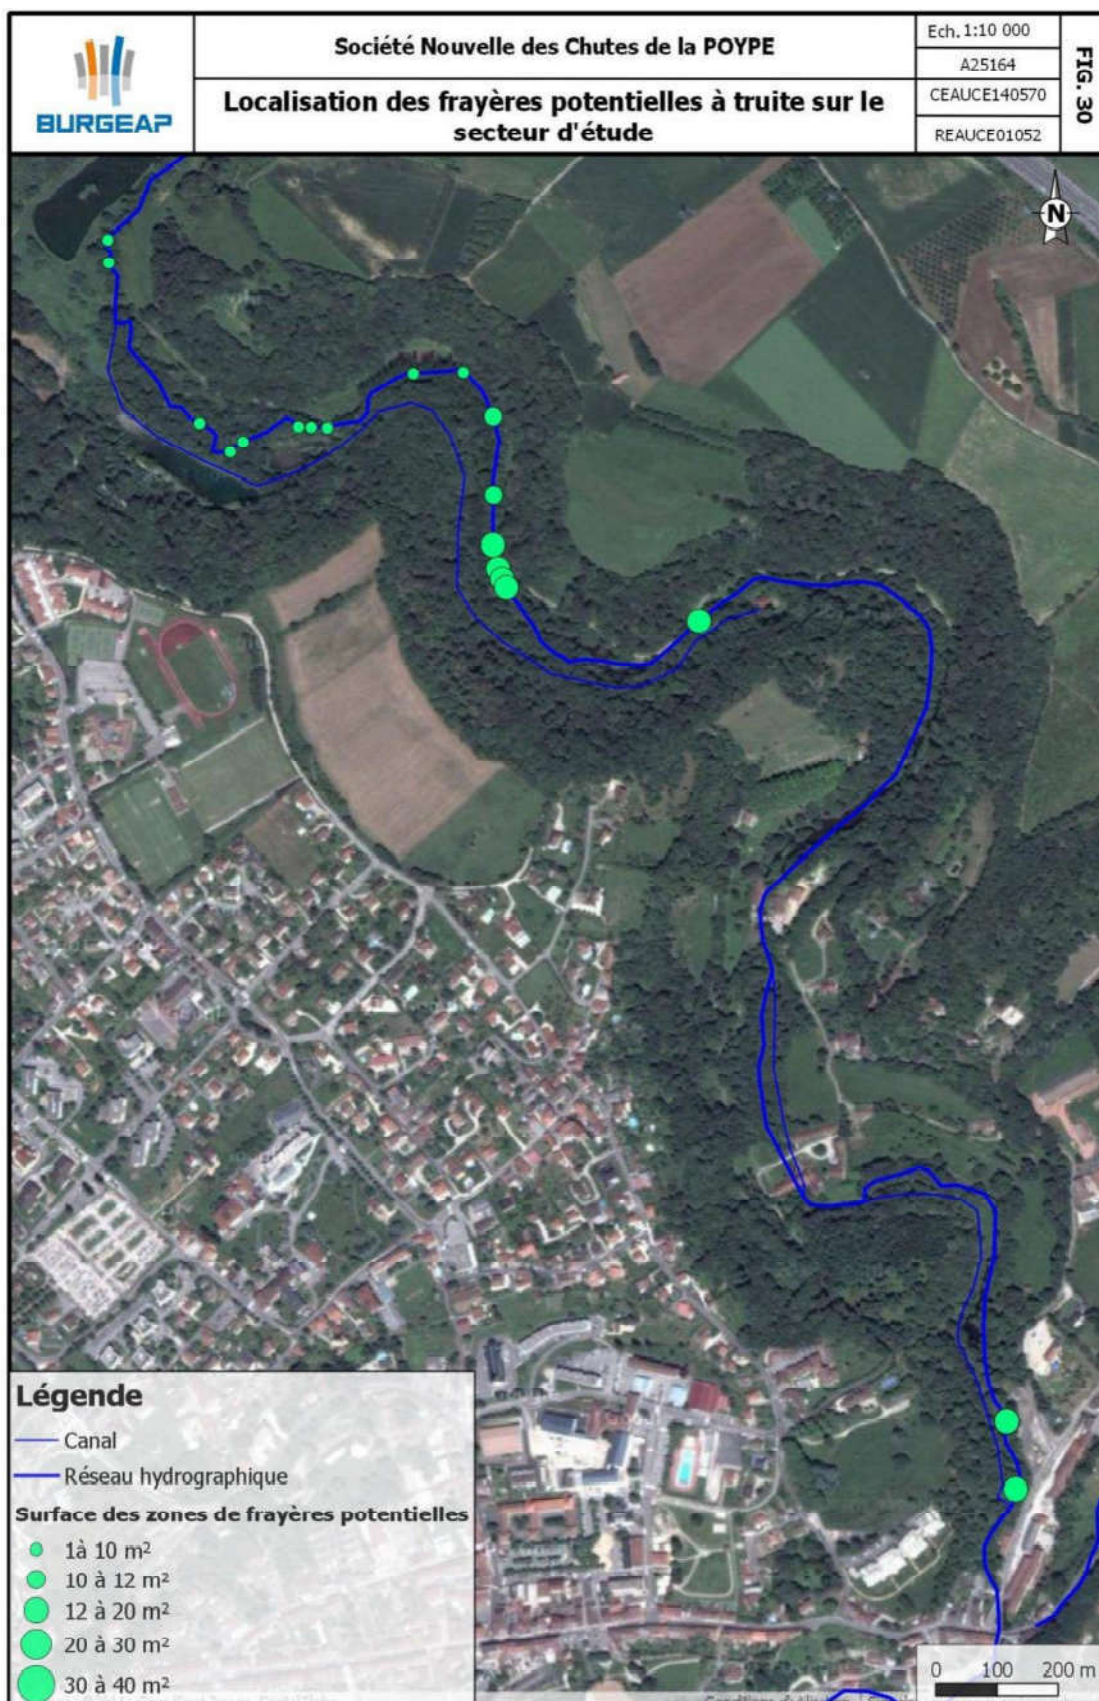 BURGEAP
Société Nouvelle des Chutes de la POYPE
Localisation des frayères potentielles à truite sur le
secteur d'étude
Ech. 1:10 000
A25164
CEAUCE140570
REAUCE01052
FIG. 30
N
Légende
Canal
Réseau hydrographique
Surface des zones de frayères potentielles
1à 10 m²
10 à 12 m²
12 à 20 m²
20 à 30 m²
30 à 40 m²
0 100 200 m